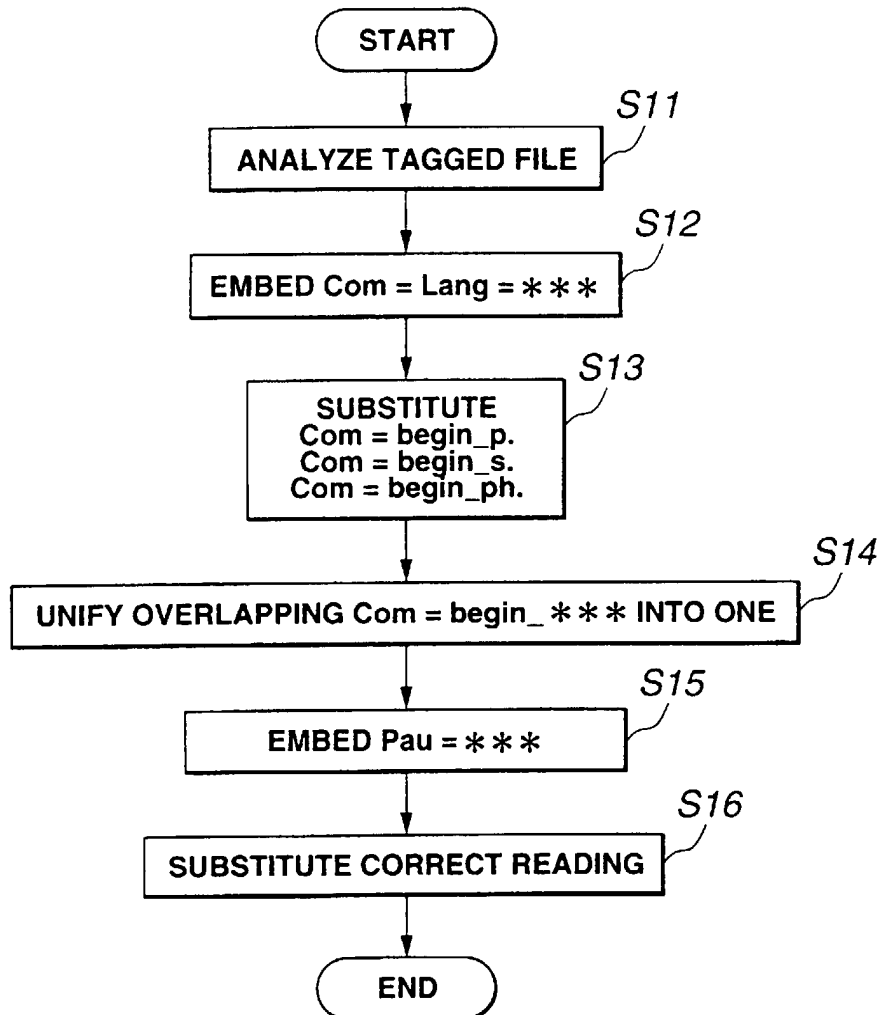 START
S11
ANALYZE TAGGED FILE
S12
EMBED Com = Lang = ***
S13
SUBSTITUTE
Com = begin_p.
Com = begin_s.
Com = begin_ph.
S14
UNIFY OVERLAPPING Com = begin_ *** INTO ONE
S15
EMBED Pau = ***
S16
SUBSTITUTE CORRECT READING
END